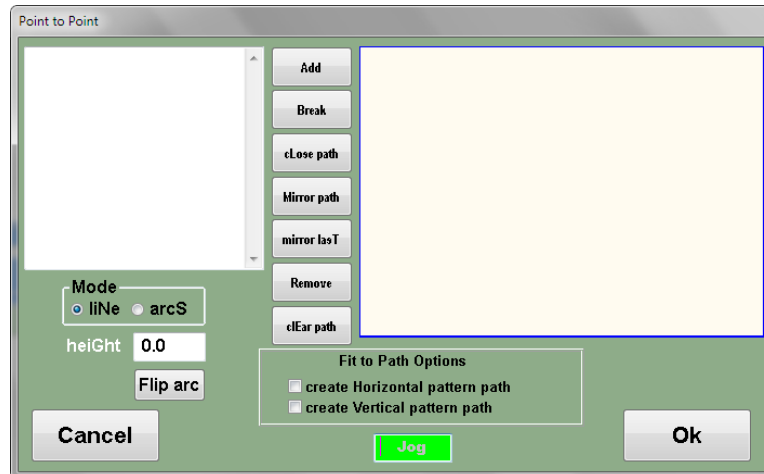 Point to Point
Add
Break
cLose path
Mirror path
mirror lasT
Remove
clEar path
Mode
liNe arcS
heiGht 0.0
Flip arc
Fit to Path Options
create Horizontal pattern path
create Vertical pattern path
Cancel
Jog
Ok